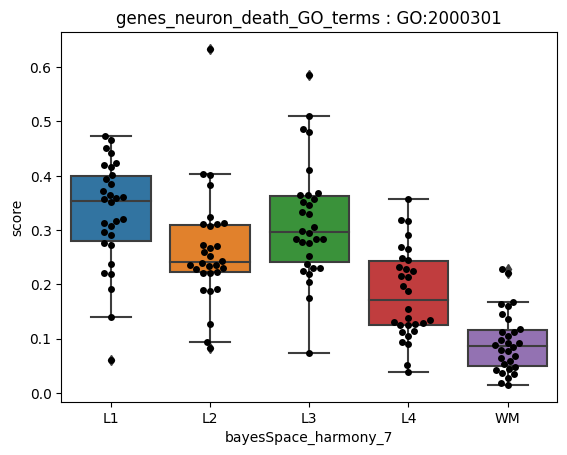 genes_neuron_death_GO_terms : GO:2000301
0.6
0.5
0.4
0.3
0.2
0.1
0.0
score
L1 L2 L3 L4 WM
bayesSpace_harmony_7